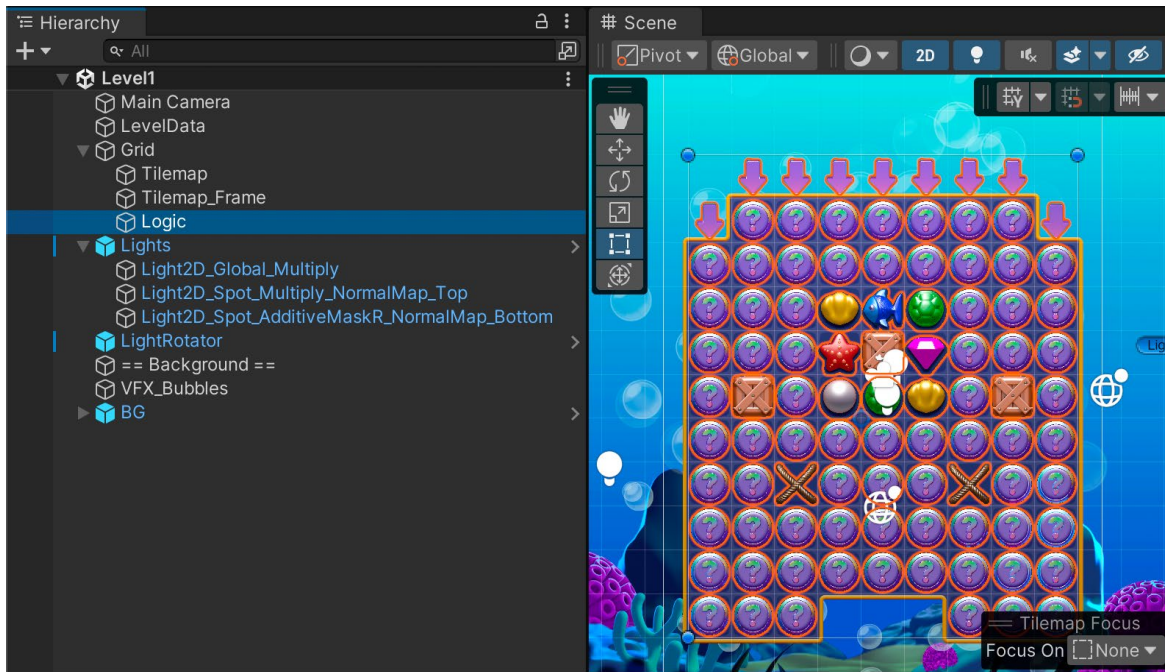 Hierarchy
All
Level1
Main Camera
LevelData
Grid
Tilemap
Tilemap_Frame
Logic
Lights
Light2D_Global_Multiply
Light2D_Spot_Multiply_NormalMap_Top
Light2D_Spot_AdditiveMaskR_NormalMap_Bottom
LightRotator
== Background ==
VFX_Bubbles
BG
Scene
Pivot
Global
2D
Lig
Tilemap Focus
Focus On
None